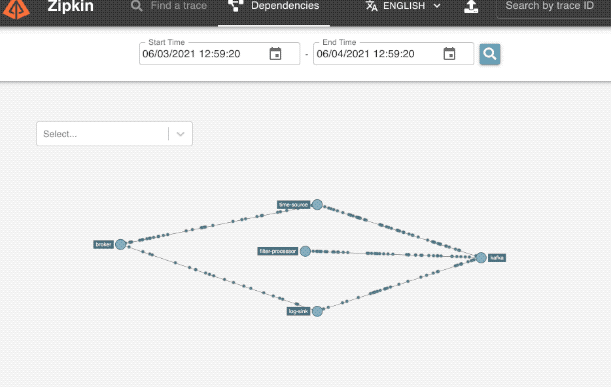 Zipkin
Find a trace
Dependencies
ENGLISH
Search by trace ID
Start Time
06/03/2021 12:59:20
-
End Time
06/04/2021 12:59:20
Select...
time-source
broker
filter-processor
kafka
log-sink